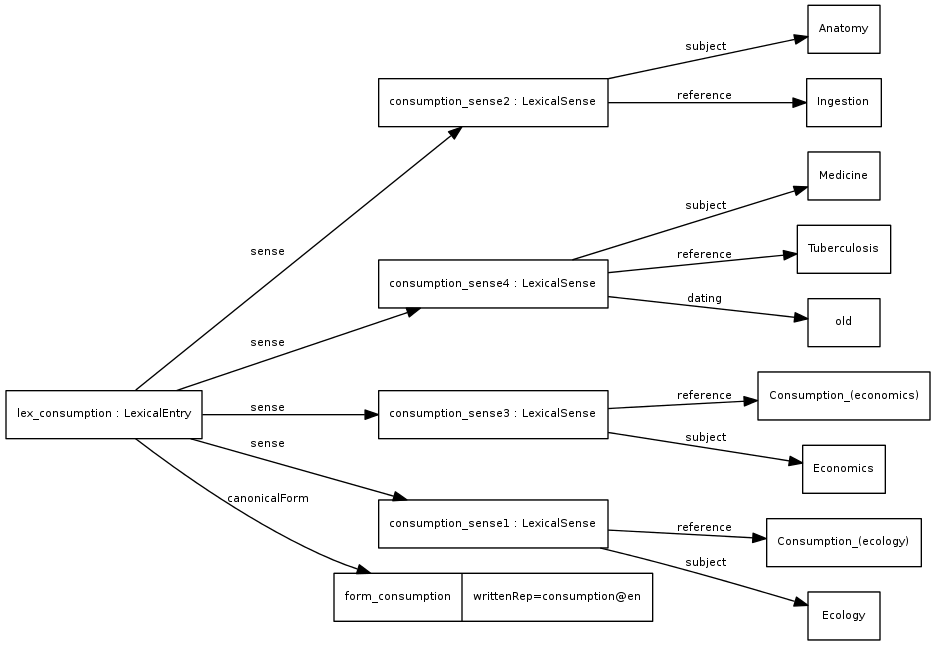 Anatomy
subject
consumption_sense2 : LexicalSense
reference
Ingestion
Medicine
subject
sense
reference
Tuberculosis
consumption_sense4 : LexicalSense
dating
old
sense
reference
Consumption_(economics)
lex_consumption : LexicalEntry
sense
consumption_sense3 : LexicalSense
subject
sense
Economics
canonicalForm
consumption_sense1 : LexicalSense
reference
Consumption_(ecology)
subject
form_consumption
writtenRep=consumption@en
Ecology